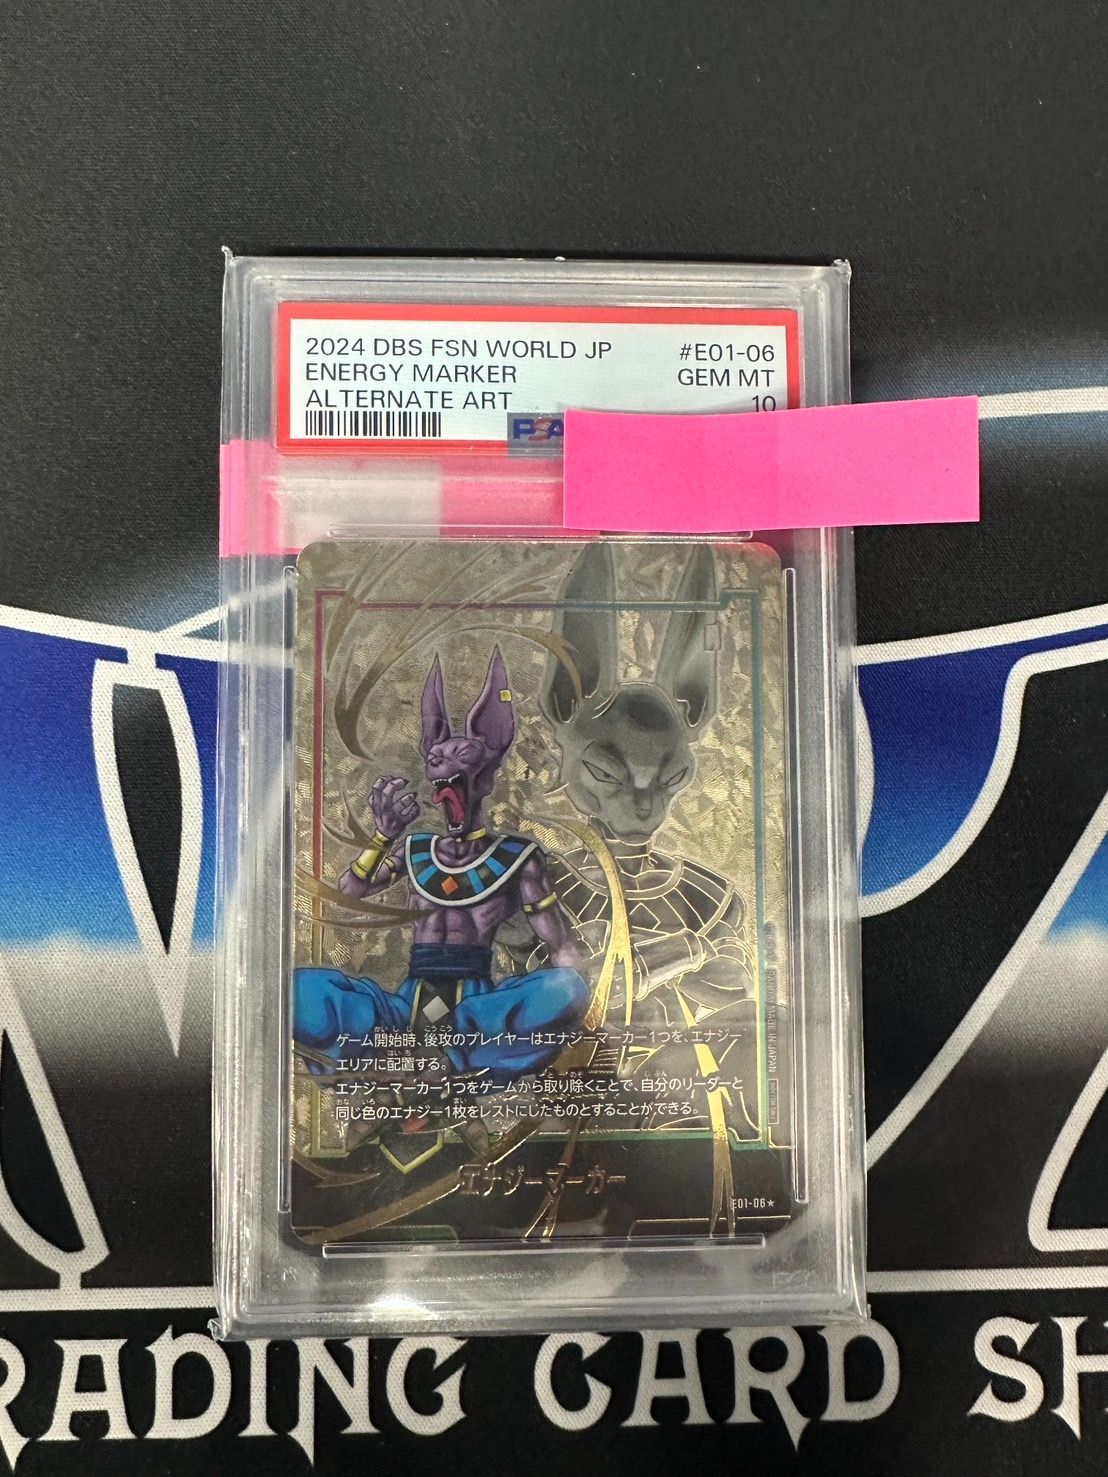 2024 DBS FSN WORLD JP #E01-06
ENERGY MARKER GEM MT
ALTERNATE ART 10
PSA
ゲーム開始時、後攻のプレイヤーはエナジーマーカー1つを、エナジー
エリアに配置する。
エナジーマーカー1つをゲームから取り除くことで、自分のリーダーと
同じ色のエナジー1枚をレストにしたものとすることができる。
エナジーマーカー
E01-06★
MADE IN JAPAN
TRADING CARD SH